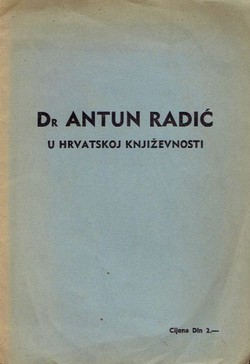 Dr ANTUN RADIĆ
U HRVATSKOJ KNJIŽEVNOSTI
Cijena Din 2.—